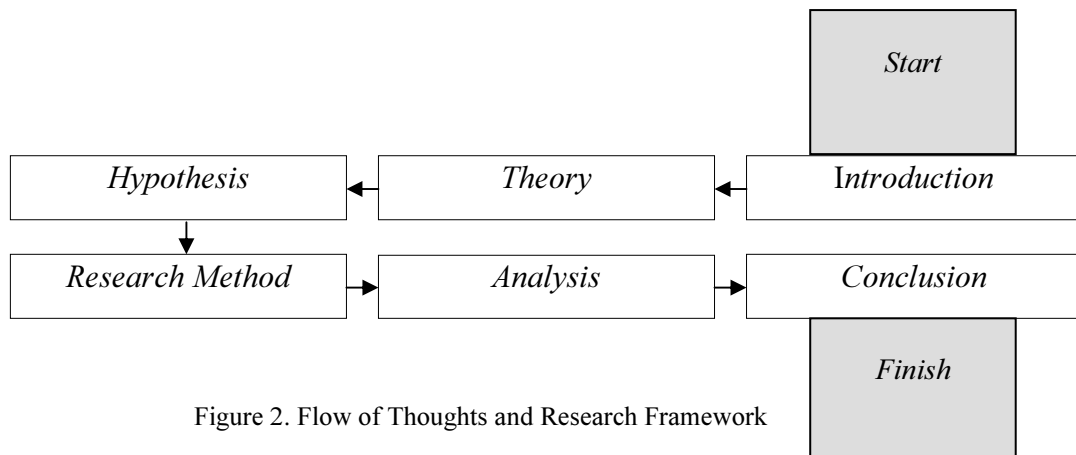 Start
Hypothesis
Theory
Introduction
Research Method
Analysis
Conclusion
Finish
Figure 2. Flow of Thoughts and Research Framework